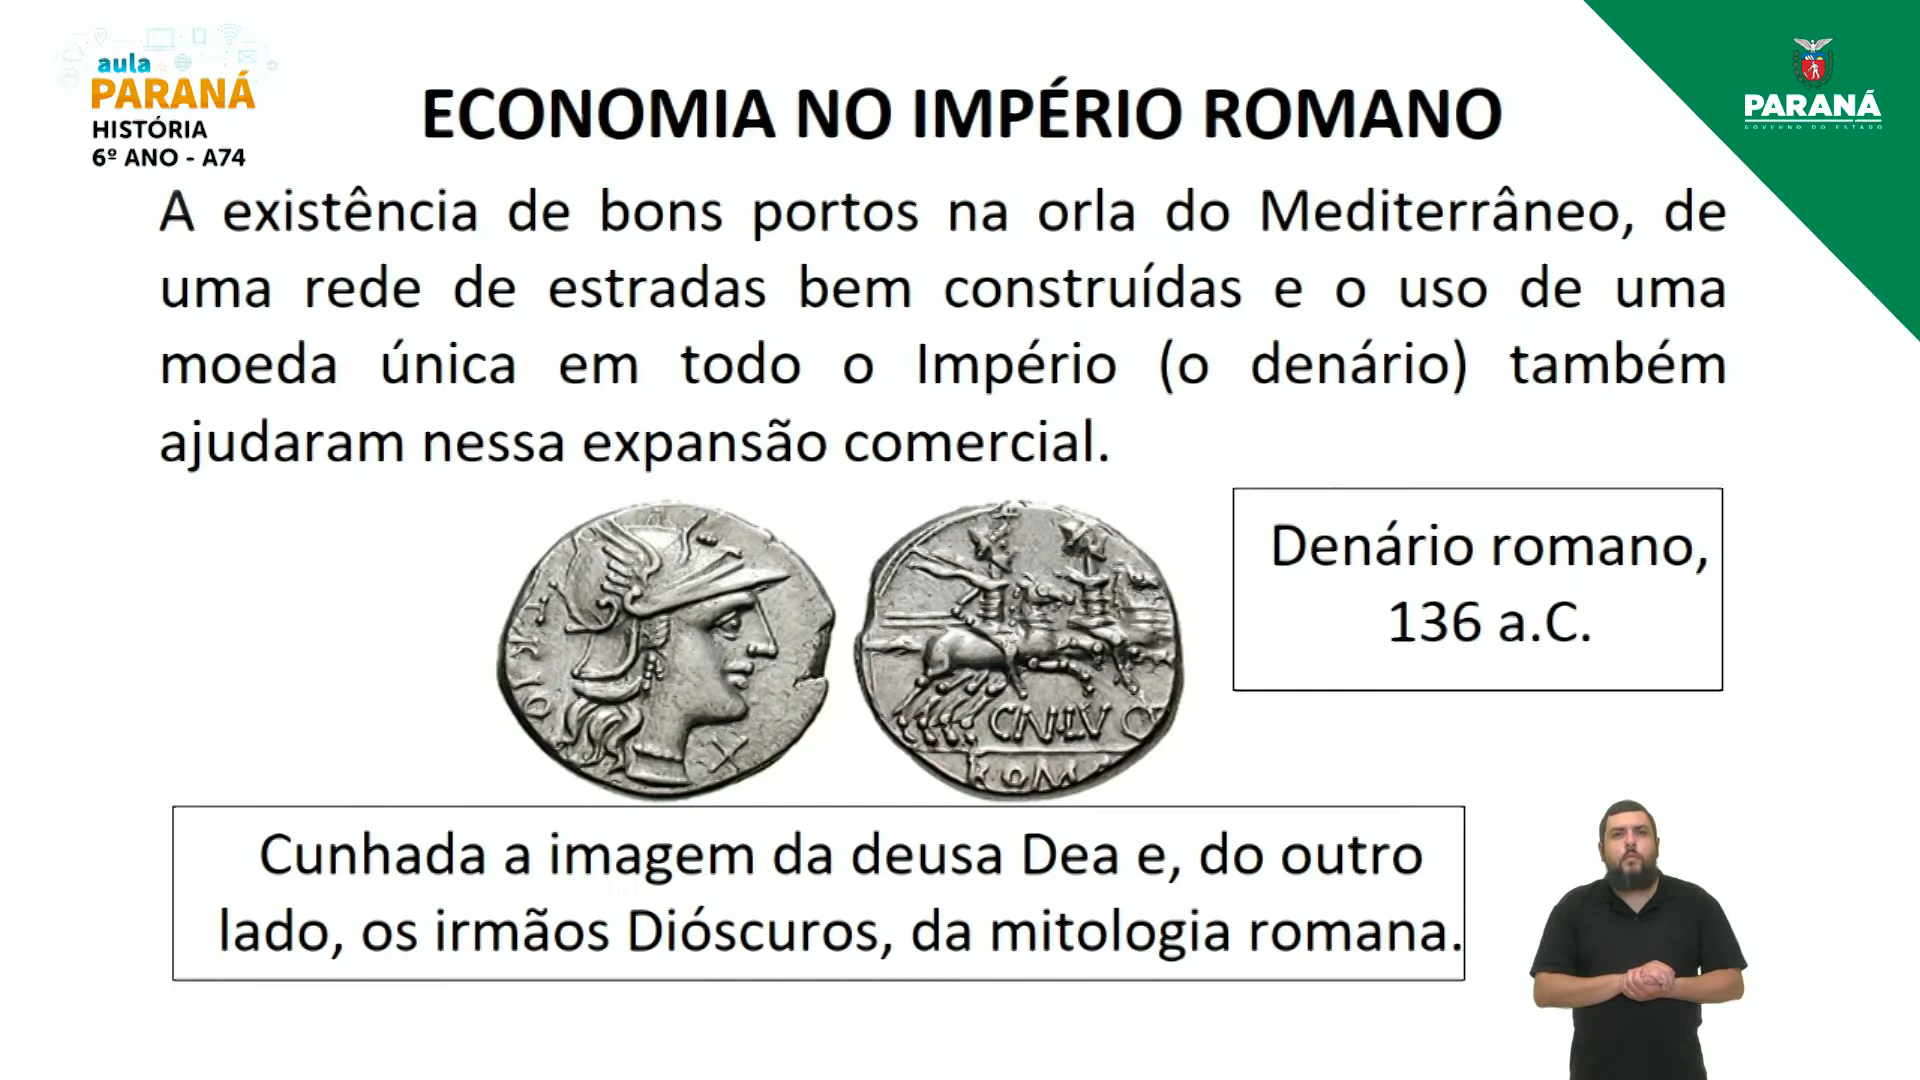 aula
PARANÁ
HISTÓRIA
6º ANO - A74
PARANÁ
GOVERNO DO ESTADO
ECONOMIA NO IMPÉRIO ROMANO
A existência de bons portos na orla do Mediterrâneo, de
uma rede de estradas bem construídas e o uso de uma
moeda única em todo o Império (o denário) também
ajudaram nessa expansão comercial.
Denário romano,
136 a.C.
Cunhada a imagem da deusa Dea e, do outro
lado, os irmãos Dióscuros, da mitologia romana.